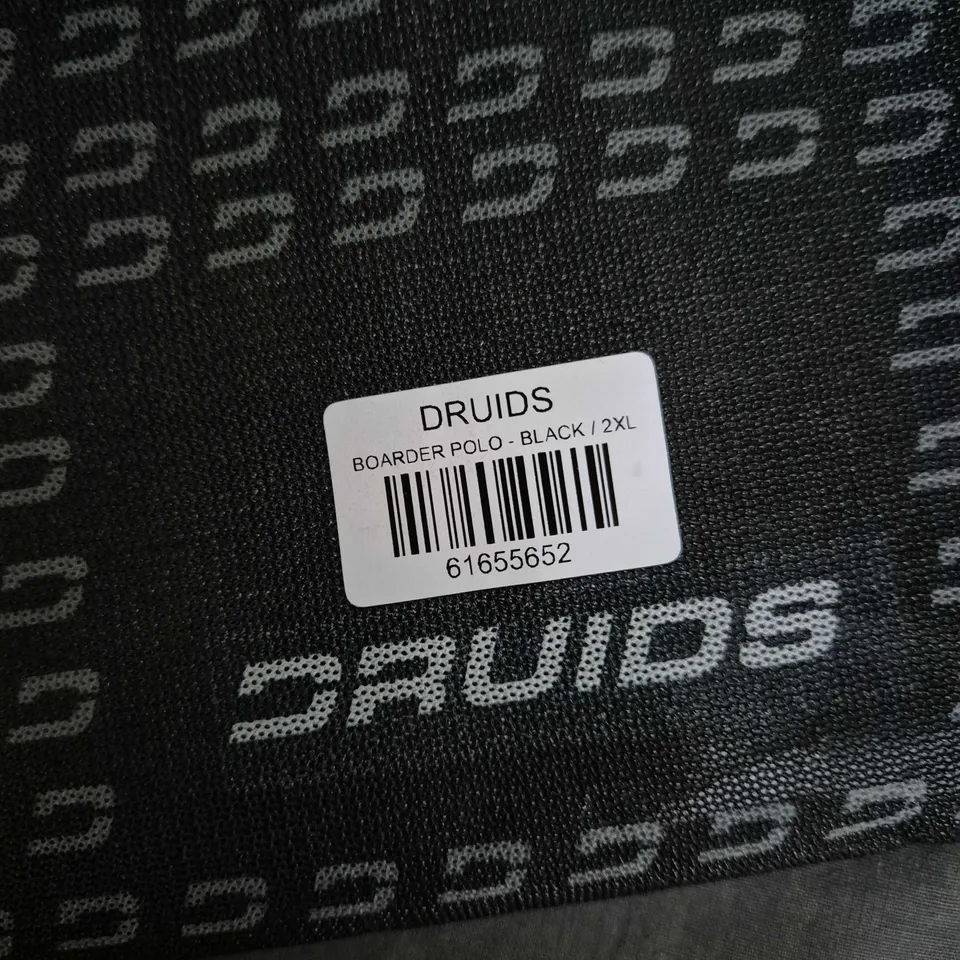 DRUIDS
BOARDER POLO - BLACK / 2XL
61655652
DRUIDS